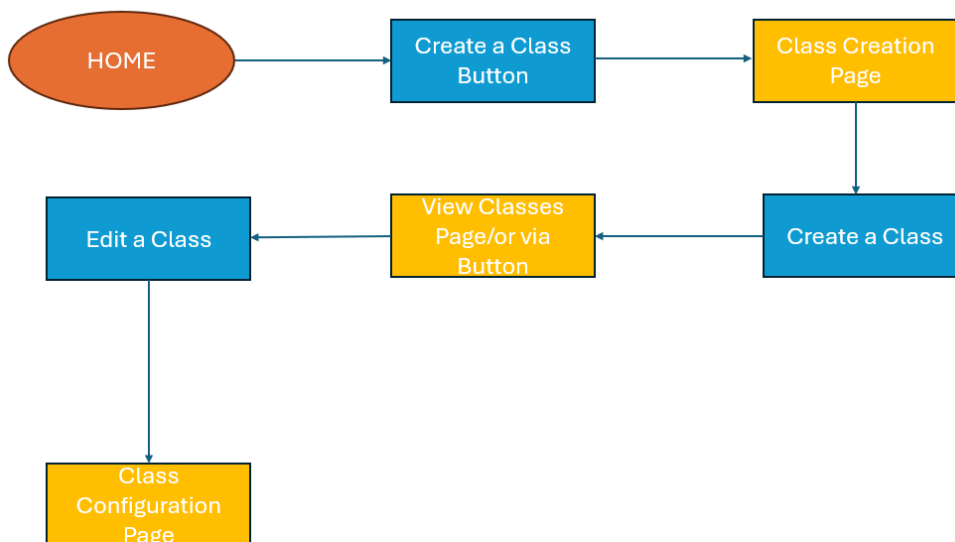 HOME
Create a Class
Button
Class Creation
Page
Edit a Class
View Classes
Page/or via
Button
Create a Class
Class
Configuration
Page